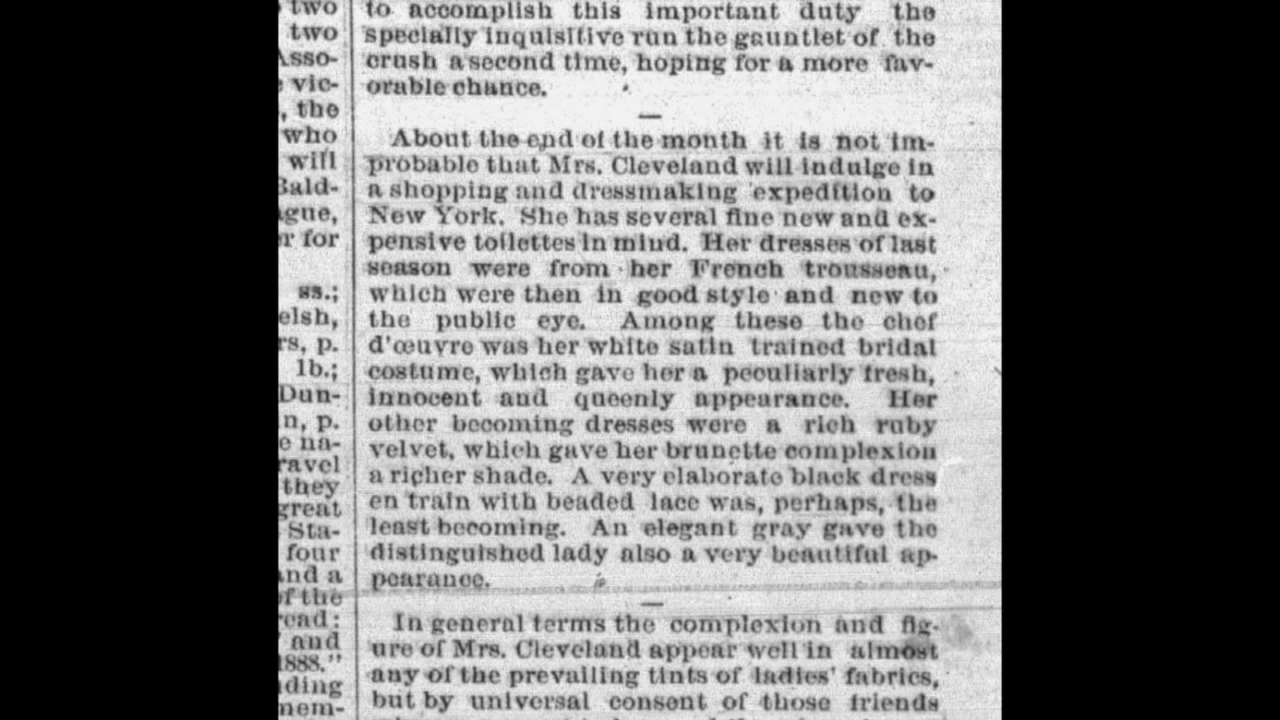 two
two
Asso-
vic-
, the
who
will
Bald-
gue,
r for
ss.;
elsh,
rs, p.
1b.;
Dun-
n, p.
e na-
ravel
they
great
Sta-
four
and a
of the
ead:
and
1888."
ding
mem-
to accomplish this important duty the
specially inquisitive run the gauntlet of the
crush a second time, hoping for a more fav-
orable chance.
About the end of the month it is not im-
probable that Mrs. Cleveland will indulge in
a shopping and dressmaking expedition to
New York. She has several fine new and ex-
pensive toilettes in mind. Her dresses of last
season were from her French trousseau,
which were then in good style and new to
the public eye. Among these the chef
d'œuvre was her white satin trained bridal
costume, which gave her a peculiarly fresh,
innocent and queenly appearance. Her
other becoming dresses were a rich ruby
velvet, which gave her brunette complexion
a richer shade. A very elaborate black dress
en train with beaded lace was, perhaps, the
least becoming. An elegant gray gave the
distinguished lady also a very beautiful ap-
pearance.
In general terms the complexion and fig-
ure of Mrs. Cleveland appear well in almost
any of the prevailing tints of ladies' fabrics,
but by universal consent of those friends